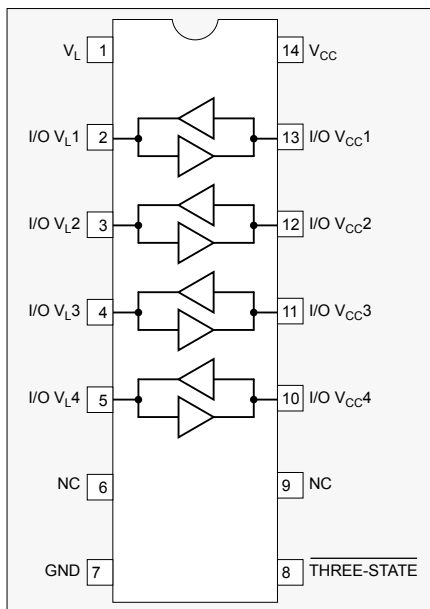 V_L 1 14 V_CC
I/O V_L1 2 13 I/O V_CC1
I/O V_L2 3 12 I/O V_CC2
I/O V_L3 4 11 I/O V_CC3
I/O V_L4 5 10 I/O V_CC4
NC 6 9 NC
GND 7 8 THREE-STATE